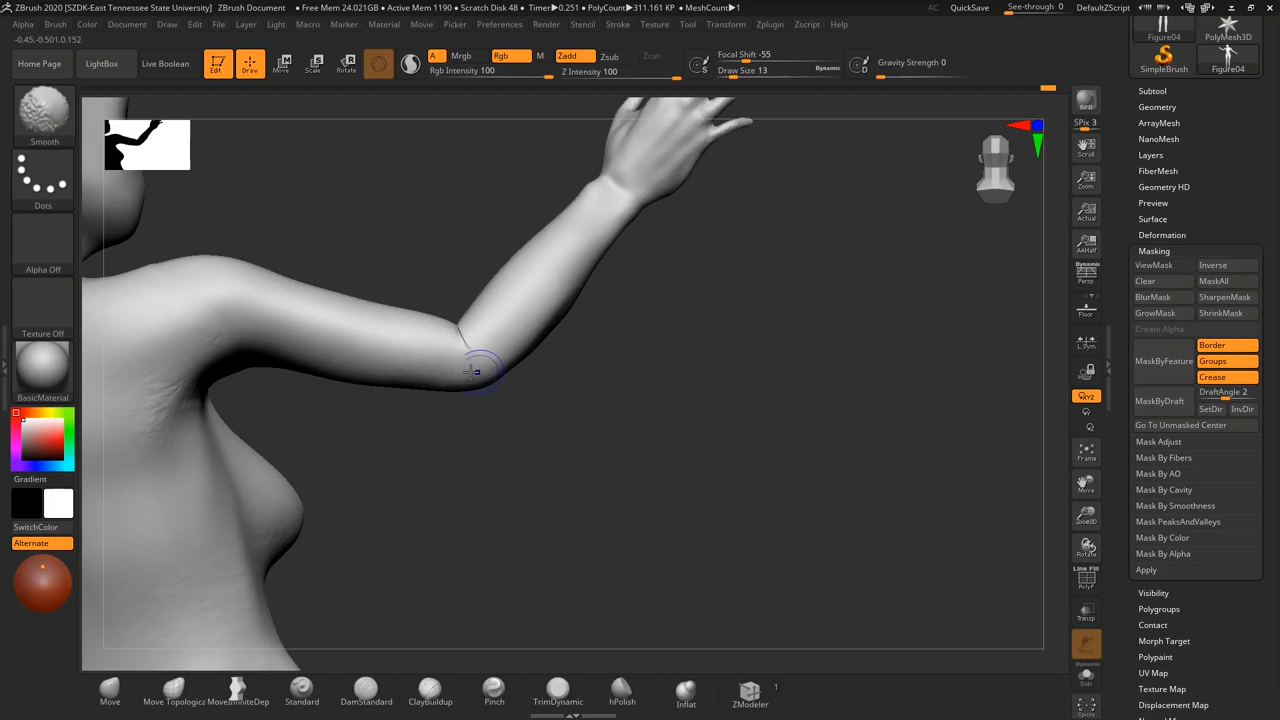 ZBrush 2020 (SZDK-East Tennessee State University) ZBrush Document • Free Mem 24.021GB • Active Mem 1190 • Scratch Disk 48 • Timer▶0.251 • PolyCount▶311.161 KP • MeshCount▶1 AC QuickSave See-through 0 DefaultZScript
Alpha Brush Color Document Draw Edit File Layer Light Macro Marker Material Movie Picker Preferences Render Stencil Stroke Texture Tool Transform Zplugin Zscript Help
-0.45,-0.501,0.152
Home Page LightBox Live Boolean Edit Draw Move Scale Rotate
A Mrgb Rgb M Zadd Zsub Zcut
Rgb Intensity 100 Z Intensity 100
S
Focal Shift -55
Draw Size 13 Dynamic
D
Gravity Strength 0
Smooth
Dots
Alpha Off
Texture Off
BasicMaterial
Gradient
SwitchColor
Alternate
BPR
SPix 3
Scroll
Zoom
Actual
AAHalf
Dynamic
Persp
Floor
L.Sym
XYZ
Frame
Move
Zoom3D
Rotate
Line Fill
PolyF
Transp
Dynamic
Solo
Xpose
Figure04 PolyMesh3D
SimpleBrush Figure04
Subtool
Geometry
ArrayMesh
NanoMesh
Layers
FiberMesh
Geometry HD
Preview
Surface
Deformation
Masking
ViewMask Inverse
Clear MaskAll
BlurMask SharpenMask
GrowMask ShrinkMask
Create Alpha
MaskByFeature Border
Groups
Crease
MaskByDraft DraftAngle 2
SetDir InvDir
Go To Unmasked Center
Mask Adjust
Mask By Fibers
Mask By AO
Mask By Cavity
Mask By Smoothness
Mask PeaksAndValleys
Mask By Color
Mask By Alpha
Apply
Visibility
Polygroups
Contact
Morph Target
Polypaint
UV Map
Texture Map
Displacement Map
Move Move Topologica MoveInfiniteDep Standard DamStandard ClayBuildup Pinch TrimDynamic hPolish Inflat ZModeler 1